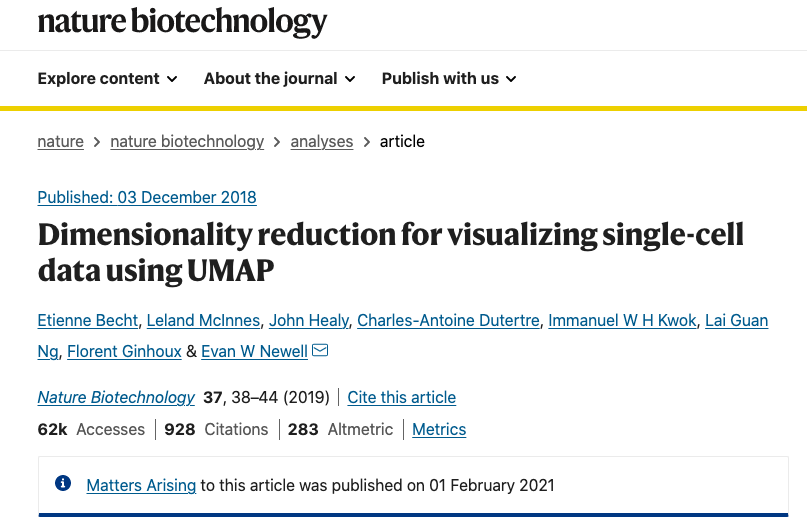 nature biotechnology
Explore content About the journal Publish with us
nature > nature biotechnology > analyses > article
Published: 03 December 2018
Dimensionality reduction for visualizing single-cell
data using UMAP
Etienne Becht, Leland McInnes, John Healy, Charles-Antoine Dutertre, Immanuel W H Kwok, Lai Guan
Ng, Florent Ginhoux & Evan W Newell
Nature Biotechnology 37, 38–44 (2019) | Cite this article
62k Accesses | 928 Citations | 283 Altmetric | Metrics
Matters Arising to this article was published on 01 February 2021